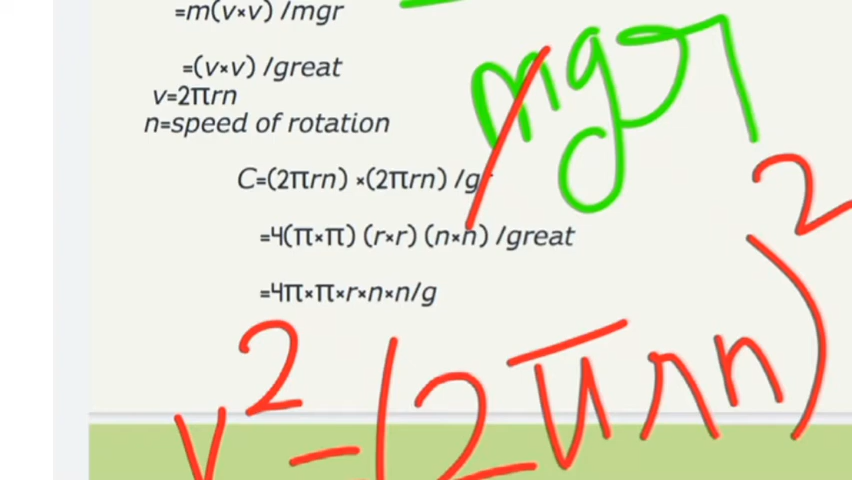 =m(v×v) /mgr
=(v×v) /great
v=2πrn
n=speed of rotation
C=(2πrn) ×(2πrn) /g
=4(π×π) (r×r) (n×n) /great
=4π×π×r×n×n/g
mgr
2
v²=(2πrn)